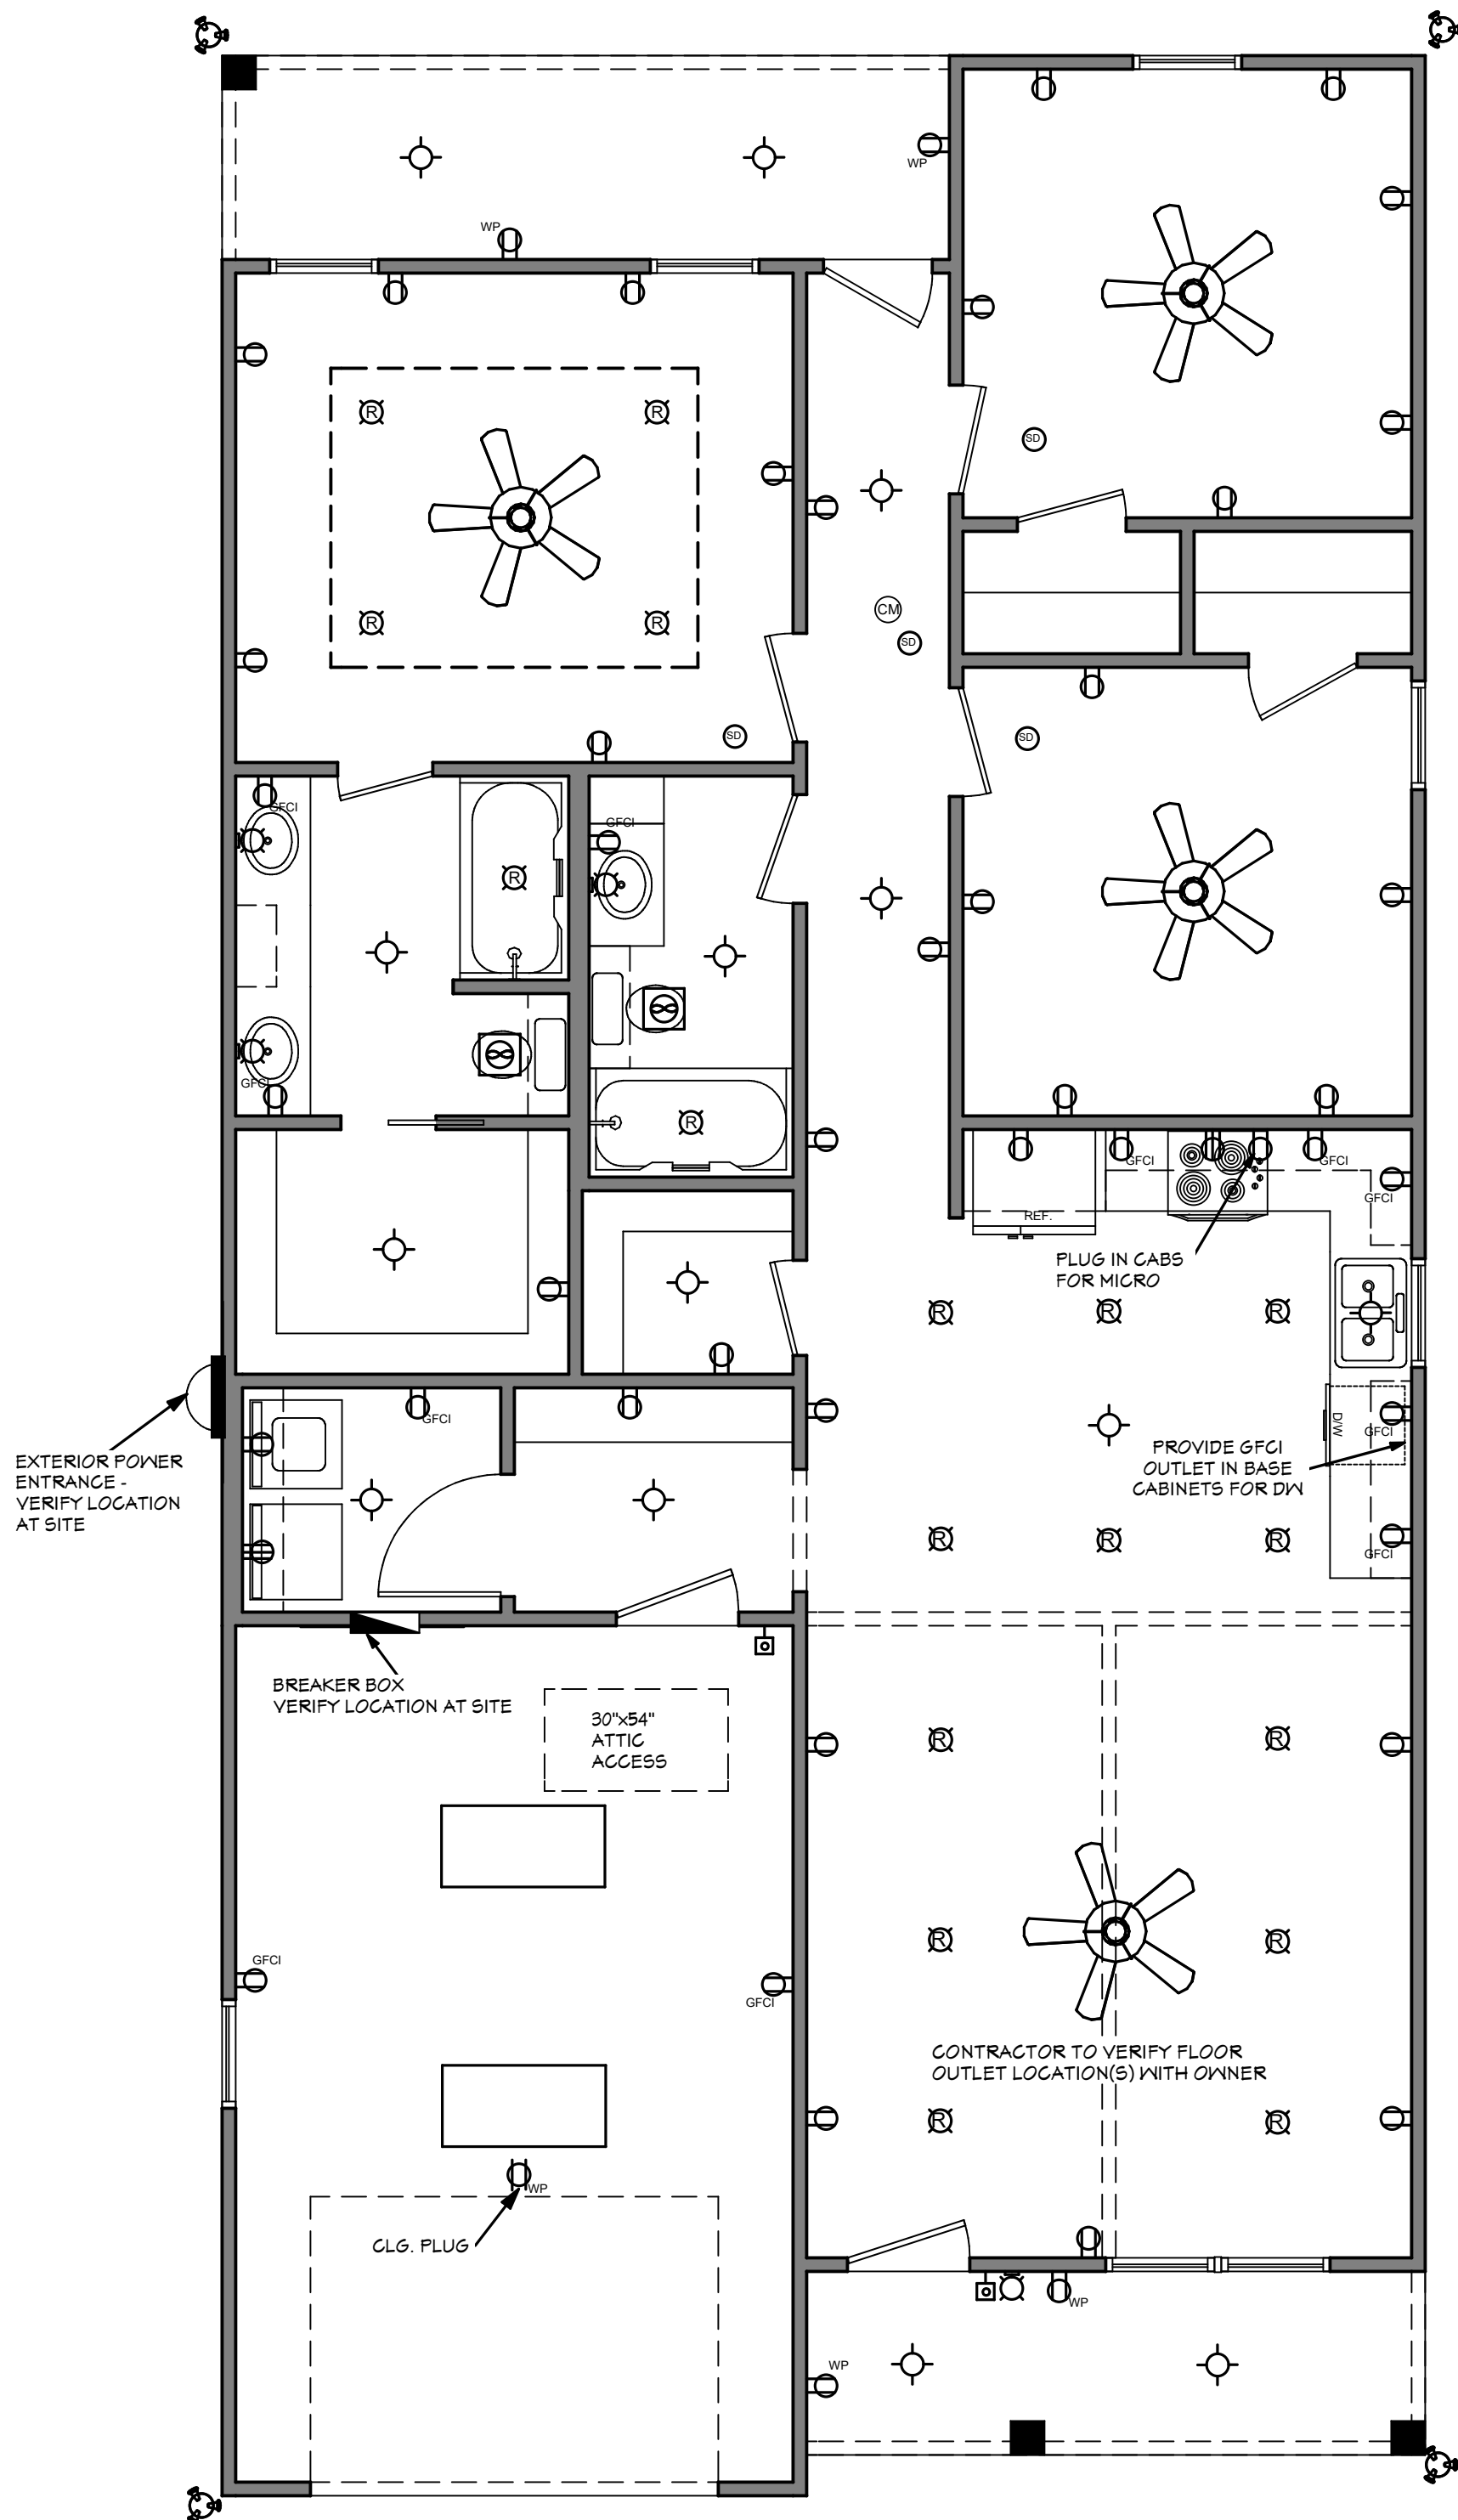 WP
WP
R
R
SD
CM
SD
R
R
SD
SD
GFCI
GFCI
R
GFCI
R
GFCI
GFCI
GFCI
REF.
PLUG IN CABS
FOR MICRO
R
R
R
GFCI
D/W
GFCI
PROVIDE GFCI
OUTLET IN BASE
CABINETS FOR DW
EXTERIOR POWER
ENTRANCE -
VERIFY LOCATION
AT SITE
R
R
R
GFCI
BREAKER BOX
VERIFY LOCATION AT SITE
30"x54"
ATTIC
ACCESS
R
R
R
R
GFCI
GFCI
CONTRACTOR TO VERIFY FLOOR
OUTLET LOCATION(S) WITH OWNER
R
R
WP
CLG. PLUG
WP
WP